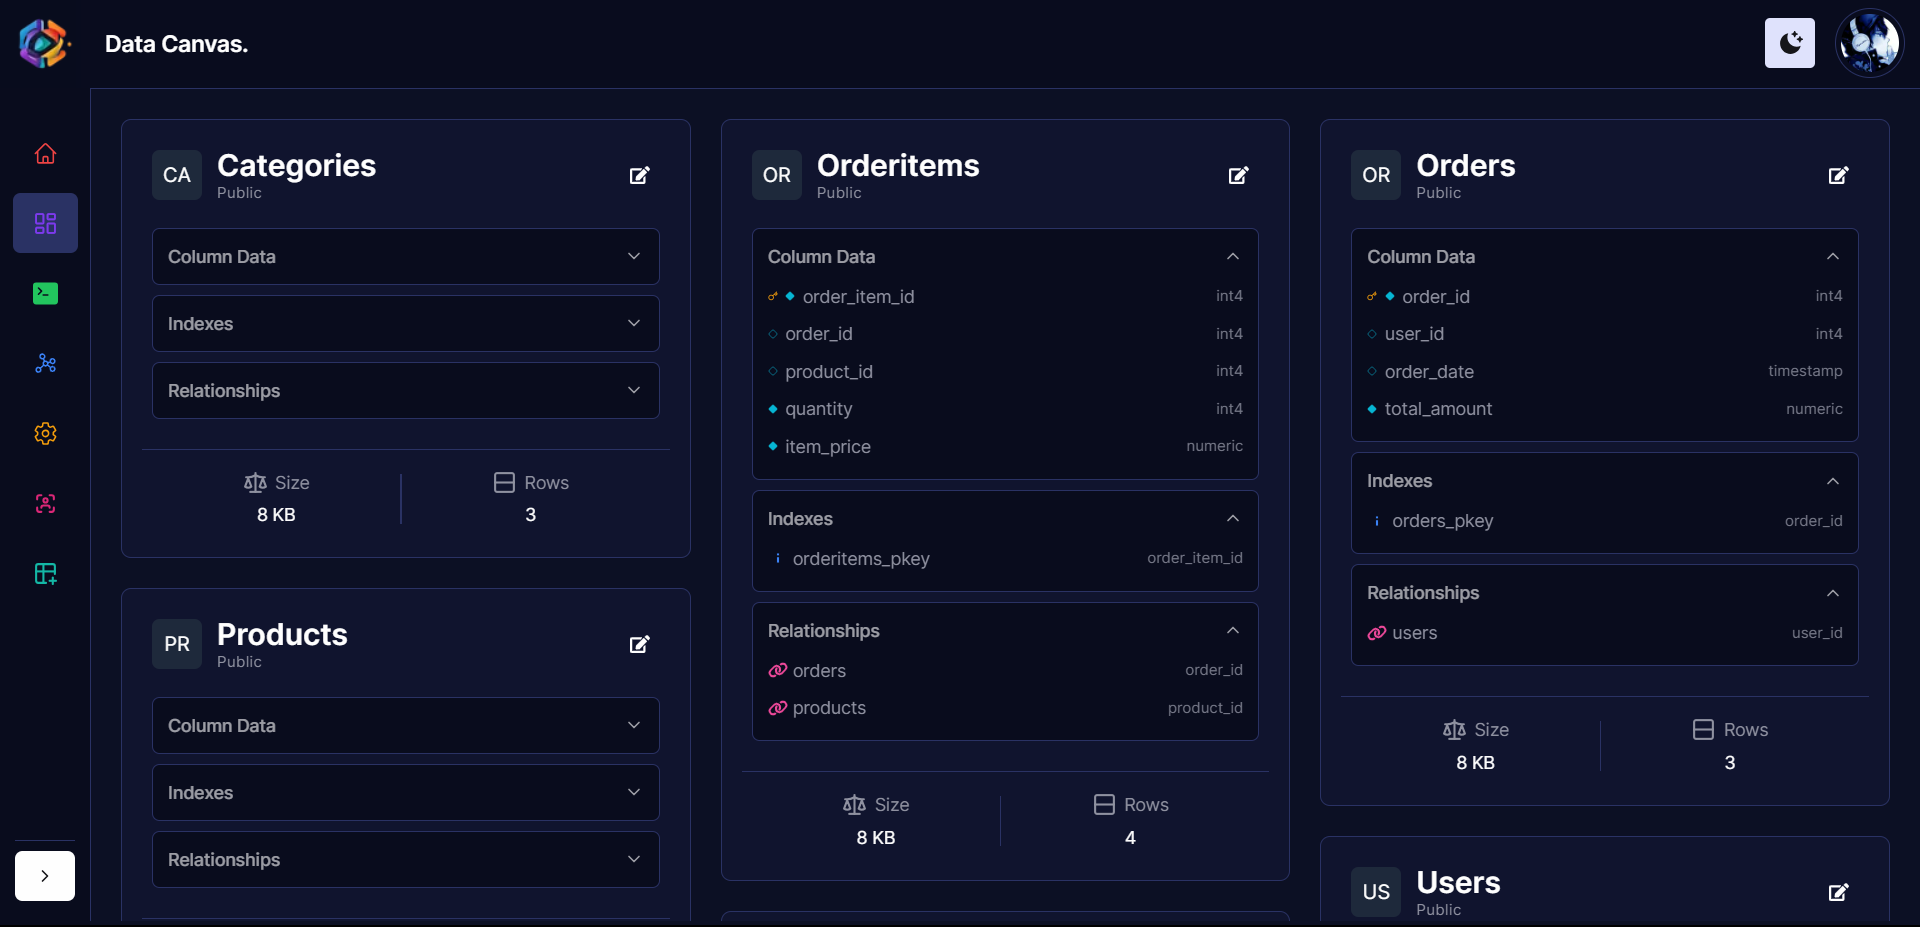 Data Canvas.
CA
Categories
Public
Column Data
Indexes
Relationships
Size
8 KB
Rows
3
PR
Products
Public
Column Data
Indexes
Relationships
OR
Orderitems
Public
Column Data
order_item_id int4
order_id int4
product_id int4
quantity int4
item_price numeric
Indexes
orderitems_pkey order_item_id
Relationships
orders order_id
products product_id
Size
8 KB
Rows
4
OR
Orders
Public
Column Data
order_id int4
user_id int4
order_date timestamp
total_amount numeric
Indexes
orders_pkey order_id
Relationships
users user_id
Size
8 KB
Rows
3
US
Users
Public